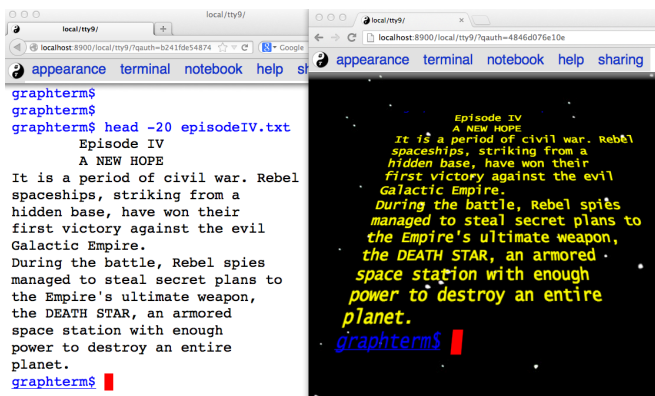 local/tty9/
local/tty9/
localhost:8900/local/tty9/?qauth=b241fde54874
Google
appearance terminal notebook help sh
graphterm$
graphterm$
graphterm$ head -20 episodeIV.txt
Episode IV
A NEW HOPE
It is a period of civil war. Rebel
spaceships, striking from a
hidden base, have won their
first victory against the evil
Galactic Empire.
During the battle, Rebel spies
managed to steal secret plans to
the Empire's ultimate weapon,
the DEATH STAR, an armored
space station with enough
power to destroy an entire
planet.
graphterm$
local/tty9/
localhost:8900/local/tty9/?qauth=4846d076e10e
appearance terminal notebook help sharing
Episode IV
A NEW HOPE
It is a period of civil war. Rebel
spaceships, striking from a
hidden base, have won their
first victory against the evil
Galactic Empire.
During the battle, Rebel spies
managed to steal secret plans to
the Empire's ultimate weapon,
the DEATH STAR, an armored
space station with enough
power to destroy an entire
planet.
graphterm$